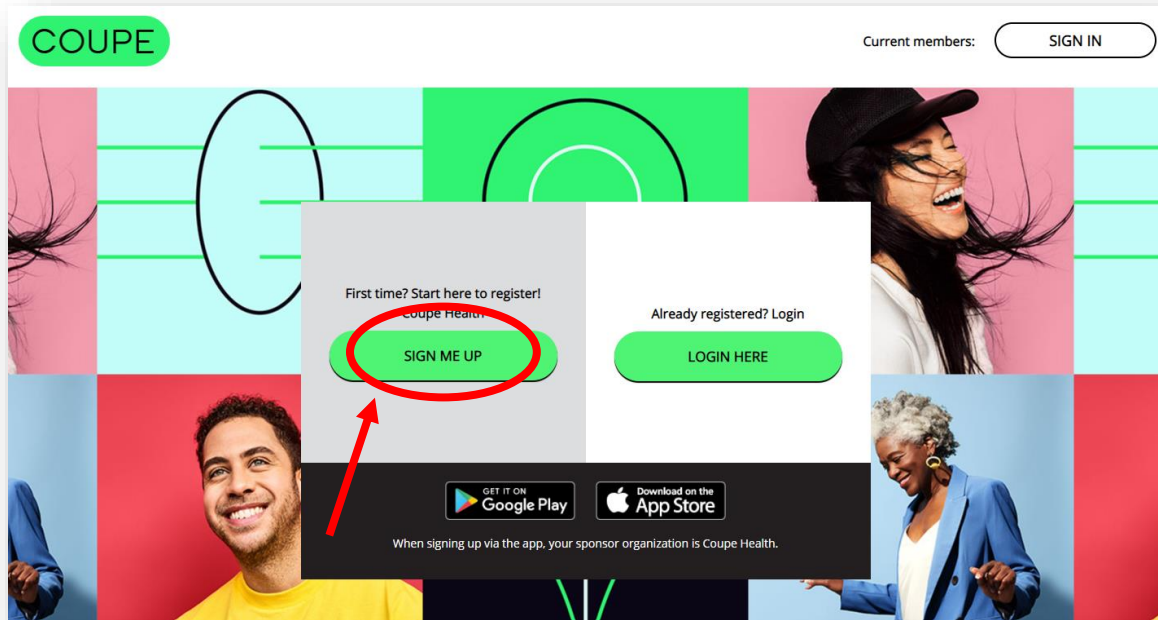 COUPE
Current members:
SIGN IN
First time? Start here to register!
Coupe Health
SIGN ME UP
Already registered? Login
LOGIN HERE
GET IT ON
Google Play
Download on the
App Store
When signing up via the app, your sponsor organization is Coupe Health.